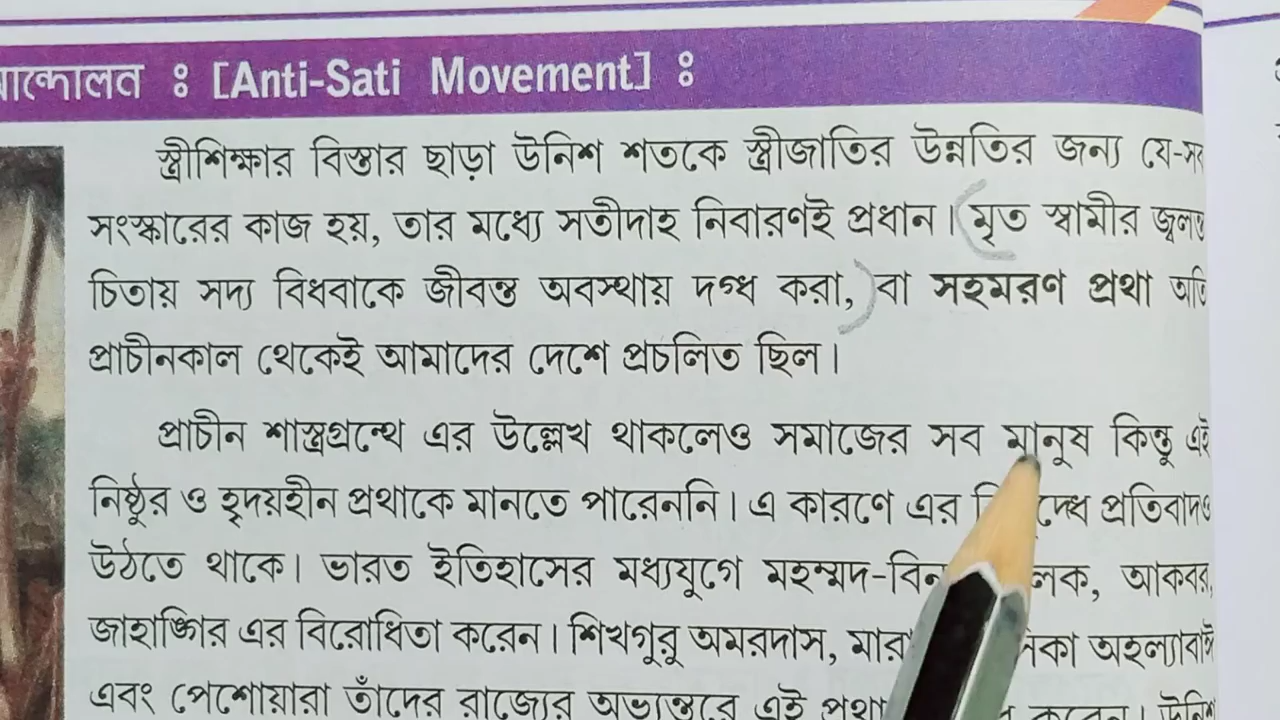 [Anti-Sati Movement] :
স্ত্রীশিক্ষার বিস্তার ছাড়া উনিশ শতকে স্ত্রীজাতির উন্নতির জন্য যে-সব
সংস্কারের কাজ হয়, তার মধ্যে সতীদাহ নিবারণই প্রধান। মৃত স্বামীর জ্বলন্ত
চিতায় সদ্য বিধবাকে জীবন্ত অবস্থায় দগ্ধ করা, বা সহমরণ প্রথা অতি
প্রাচীনকাল থেকেই আমাদের দেশে প্রচলিত ছিল।
প্রাচীন শাস্ত্রগ্রন্থে এর উল্লেখ থাকলেও সমাজের সব মানুষ কিন্তু এই
নিষ্ঠুর ও হৃদয়হীন প্রথাকে মানতে পারেননি। এ কারণে এর প্রতিবাদও
উঠতে থাকে। ভারত ইতিহাসের মধ্যযুগে মহম্মদ-বিন আকবর,
জাহাঙ্গির এর বিরোধিতা করেন। শিখগুরু অমরদাস, অহল্যাবাঈ
এবং পেশোয়ারা তাঁদের রাজ্যের অভ্যন্তরে এই প্রথা করেন।